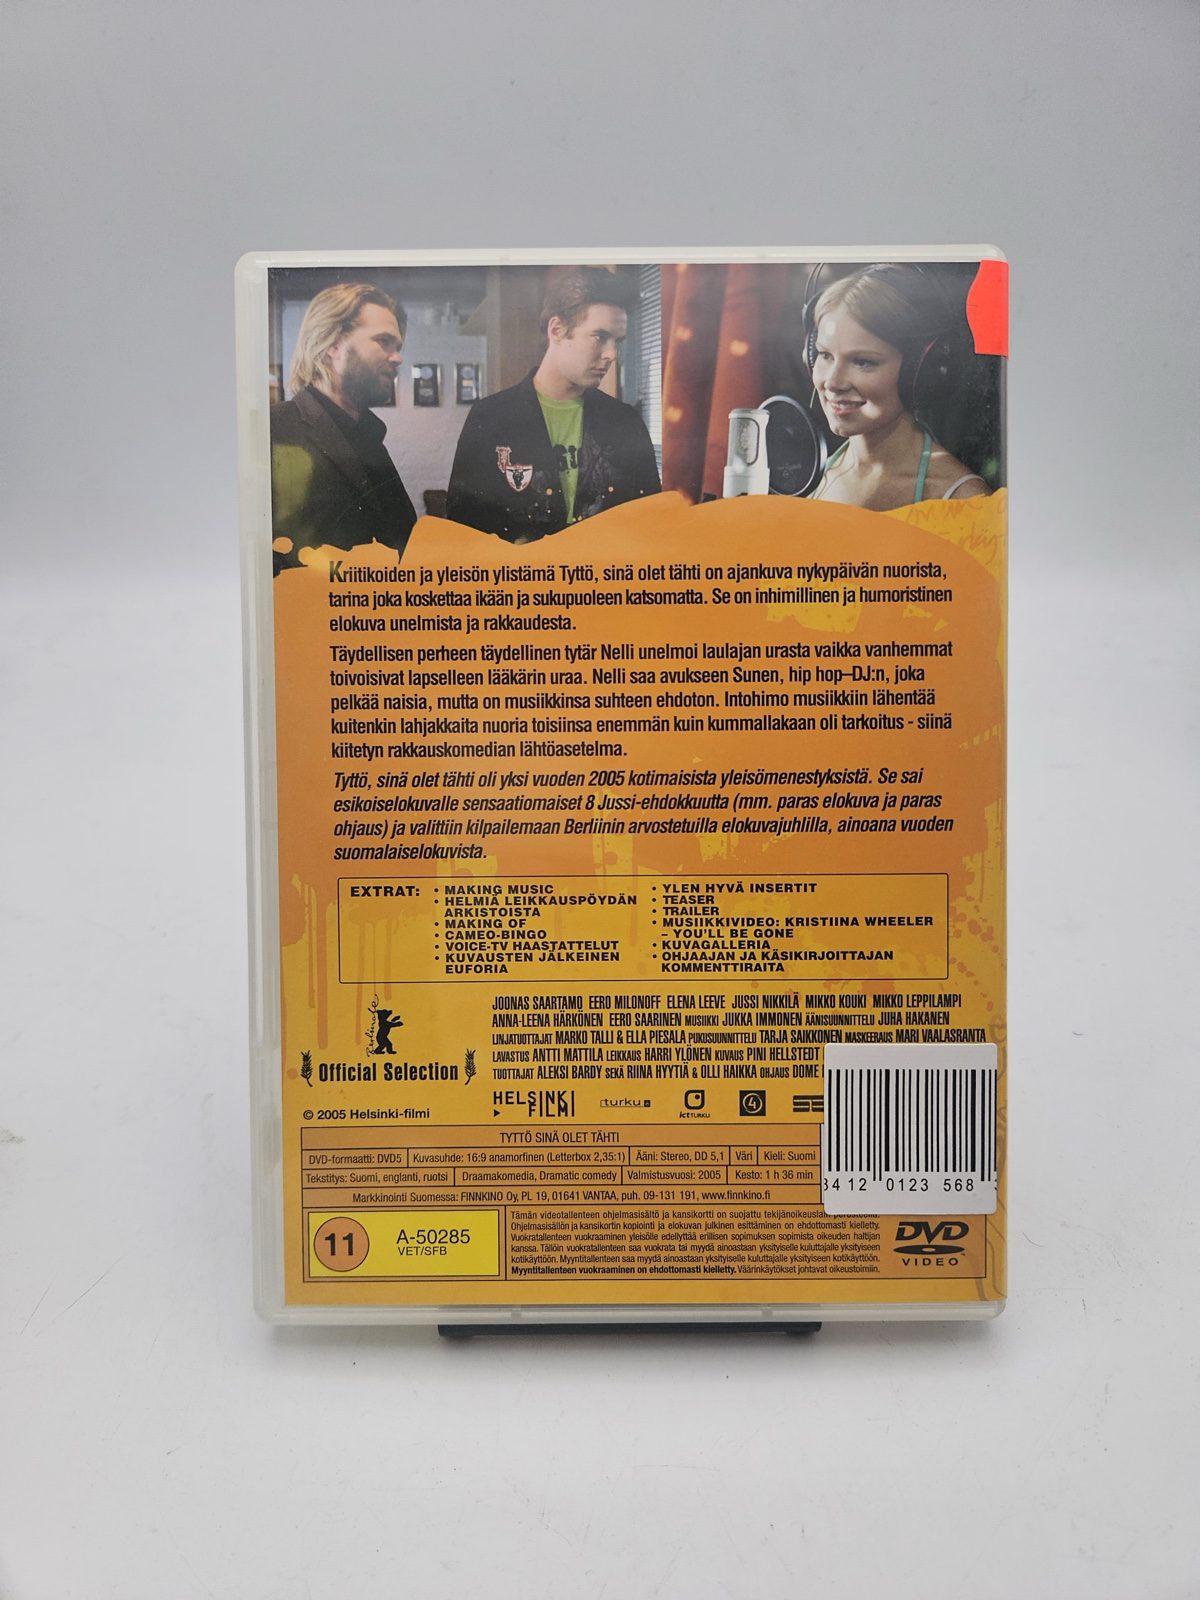 Kriitikoiden ja yleisön ylistämä Tyttö, sinä olet tähti on ajankuva nykypäivän nuorista,
tarina joka koskettaa ikään ja sukupuoleen katsomatta. Se on inhimillinen ja humoristinen
elokuva unelmista ja rakkaudesta.
Täydellisen perheen täydellinen tytär Nelli unelmoi laulajan urasta vaikka vanhemmat
toivoisivat lapselleen lääkärin uraa. Nelli saa avukseen Sunen, hip hop–DJ:n, joka
pelkää naisia, mutta on musiikkinsa suhteen ehdoton. Intohimo musiikkiin lähentää
kuitenkin lahjakkaita nuoria toisiinsa enemmän kuin kummallakaan oli tarkoitus - siinä
kiitetyn rakkauskomedian lähtöasetelma.
Tyttö, sinä olet tähti oli yksi vuoden 2005 kotimaisista yleisömenestyksistä. Se sai
esikoiselokuvalle sensaatiomaiset 8 Jussi-ehdokkuutta (mm. paras elokuva ja paras
ohjaus) ja valittiin kilpailemaan Berliinin arvostetuilla elokuvajuhlilla, ainoana vuoden
suomalaiselokuvista.
EXTRAT:
• MAKING MUSIC
• HELMIÄ LEIKKAUSPÖYDÄN
ARKISTOISTA
• MAKING OF
• CAMEO-BINGO
• VOICE-TV HAASTATTELUT
• KUVAUSTEN JÄLKEINEN
EUFORIA
• YLEN HYVÄ INSERTIT
• TEASER
• TRAILER
• MUSIIKKIVIDEO: KRISTIINA WHEELER
– YOU'LL BE GONE
• KUVAGALLERIA
• OHJAAJAN JA KÄSIKIRJOITTAJAN
KOMMENTTIRAITA
Berlinale
Official Selection
JOONAS SAARTAMO EERO MILONOFF ELENA LEEVE JUSSI NIKKILÄ MIKKO KOUKI MIKKO LEPPILAMPI
ANNA-LEENA HÄRKÖNEN EERO SAARINEN MUSIIKKI JUKKA IMMONEN ÄÄNISUUNNITTELU JUHA HAKANEN
LINJATUOTTAJAT MARKO TALLI & ELLA PIESALA PUKUSUUNNITTELU TARJA SAIKKONEN MASKEERAUS MARI VAALASRANTA
LAVASTUS ANTTI MATTILA LEIKKAUS HARRI YLÖNEN KUVAUS PINI HELLSTEDT
TUOTTAJAT ALEKSI BARDY SEKÄ RIINA HYYTIÄ & OLLI HAIKKA OHJAUS DOME
© 2005 Helsinki-filmi
HELSINKI
FILMI
turku
ictTURKU
4
TYTTÖ SINÄ OLET TÄHTI
DVD-formaatti: DVD5 Kuvasuhde: 16:9 anamorfinen (Letterbox 2,35:1) Ääni: Stereo, DD 5,1 Väri Kieli: Suomi
Tekstitys: Suomi, englanti, ruotsi Draamakomedia, Dramatic comedy Valmistusvuosi: 2005 Kesto: 1 h 36 min
Markkinointi Suomessa: FINNKINO Oy, PL 19, 01641 VANTAA, puh. 09-131 191, www.finnkino.fi
3412 0123 568
11
A-50285
VET/SFB
Tämän videotallenteen ohjelmasisältö ja kansikortti on suojattu tekijänoikeuslain perusteella.
Ohjelmasisällön ja kansikortin kopiointi ja elokuvan julkinen esittäminen on ehdottomasti kielletty.
Vuokratallenteen vuokraaminen yleisölle edellyttää erillisen sopimuksen sopimista oikeuden haltijan
kanssa. Tällöin vuokratallenteen saa vuokrata tai myydä ainoastaan yksityiselle kuluttajalle yksityiseen
kotikäyttöön. Myyntitallenteen saa myydä ainoastaan yksityiselle kuluttajalle yksityiseen kotikäyttöön.
Myyntitallenteen vuokraaminen on ehdottomasti kielletty. Väärinkäytökset johtavat oikeustoimiin.
DVD
VIDEO